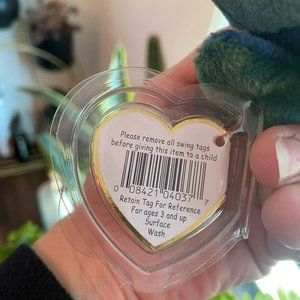 Please remove all swing tags
before giving this item to a child
0 08421 04037 7
Retain Tag For Reference
For ages 3 and up
Surface
Wash